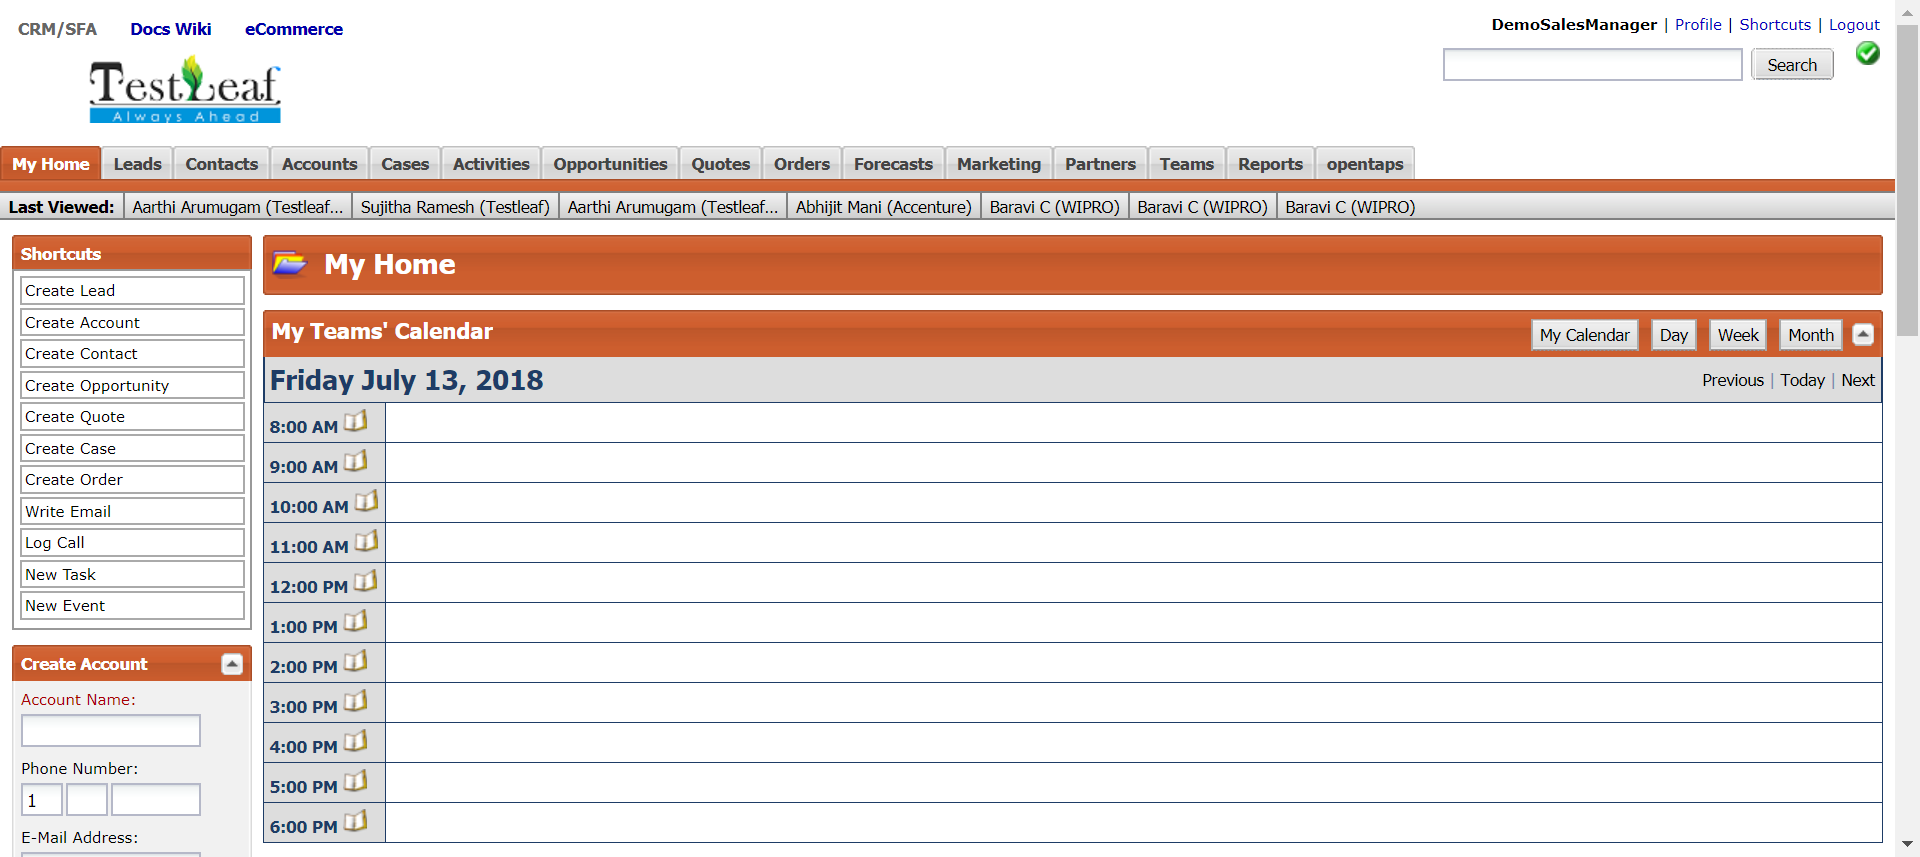 CRM/SFA Docs Wiki eCommerce
DemoSalesManager | Profile | Shortcuts | Logout
Search
TestLeaf
Always Ahead
My Home Leads Contacts Accounts Cases Activities Opportunities Quotes Orders Forecasts Marketing Partners Teams Reports opentaps
Last Viewed: Aarthi Arumugam (Testleaf... Sujitha Ramesh (Testleaf) Aarthi Arumugam (Testleaf... Abhijit Mani (Accenture) Baravi C (WIPRO) Baravi C (WIPRO) Baravi C (WIPRO)
Shortcuts
Create Lead
Create Account
Create Contact
Create Opportunity
Create Quote
Create Case
Create Order
Write Email
Log Call
New Task
New Event
Create Account
Account Name:
Phone Number:
1
E-Mail Address:
My Home
My Teams' Calendar
My Calendar Day Week Month
Friday July 13, 2018
Previous | Today | Next
8:00 AM
9:00 AM
10:00 AM
11:00 AM
12:00 PM
1:00 PM
2:00 PM
3:00 PM
4:00 PM
5:00 PM
6:00 PM